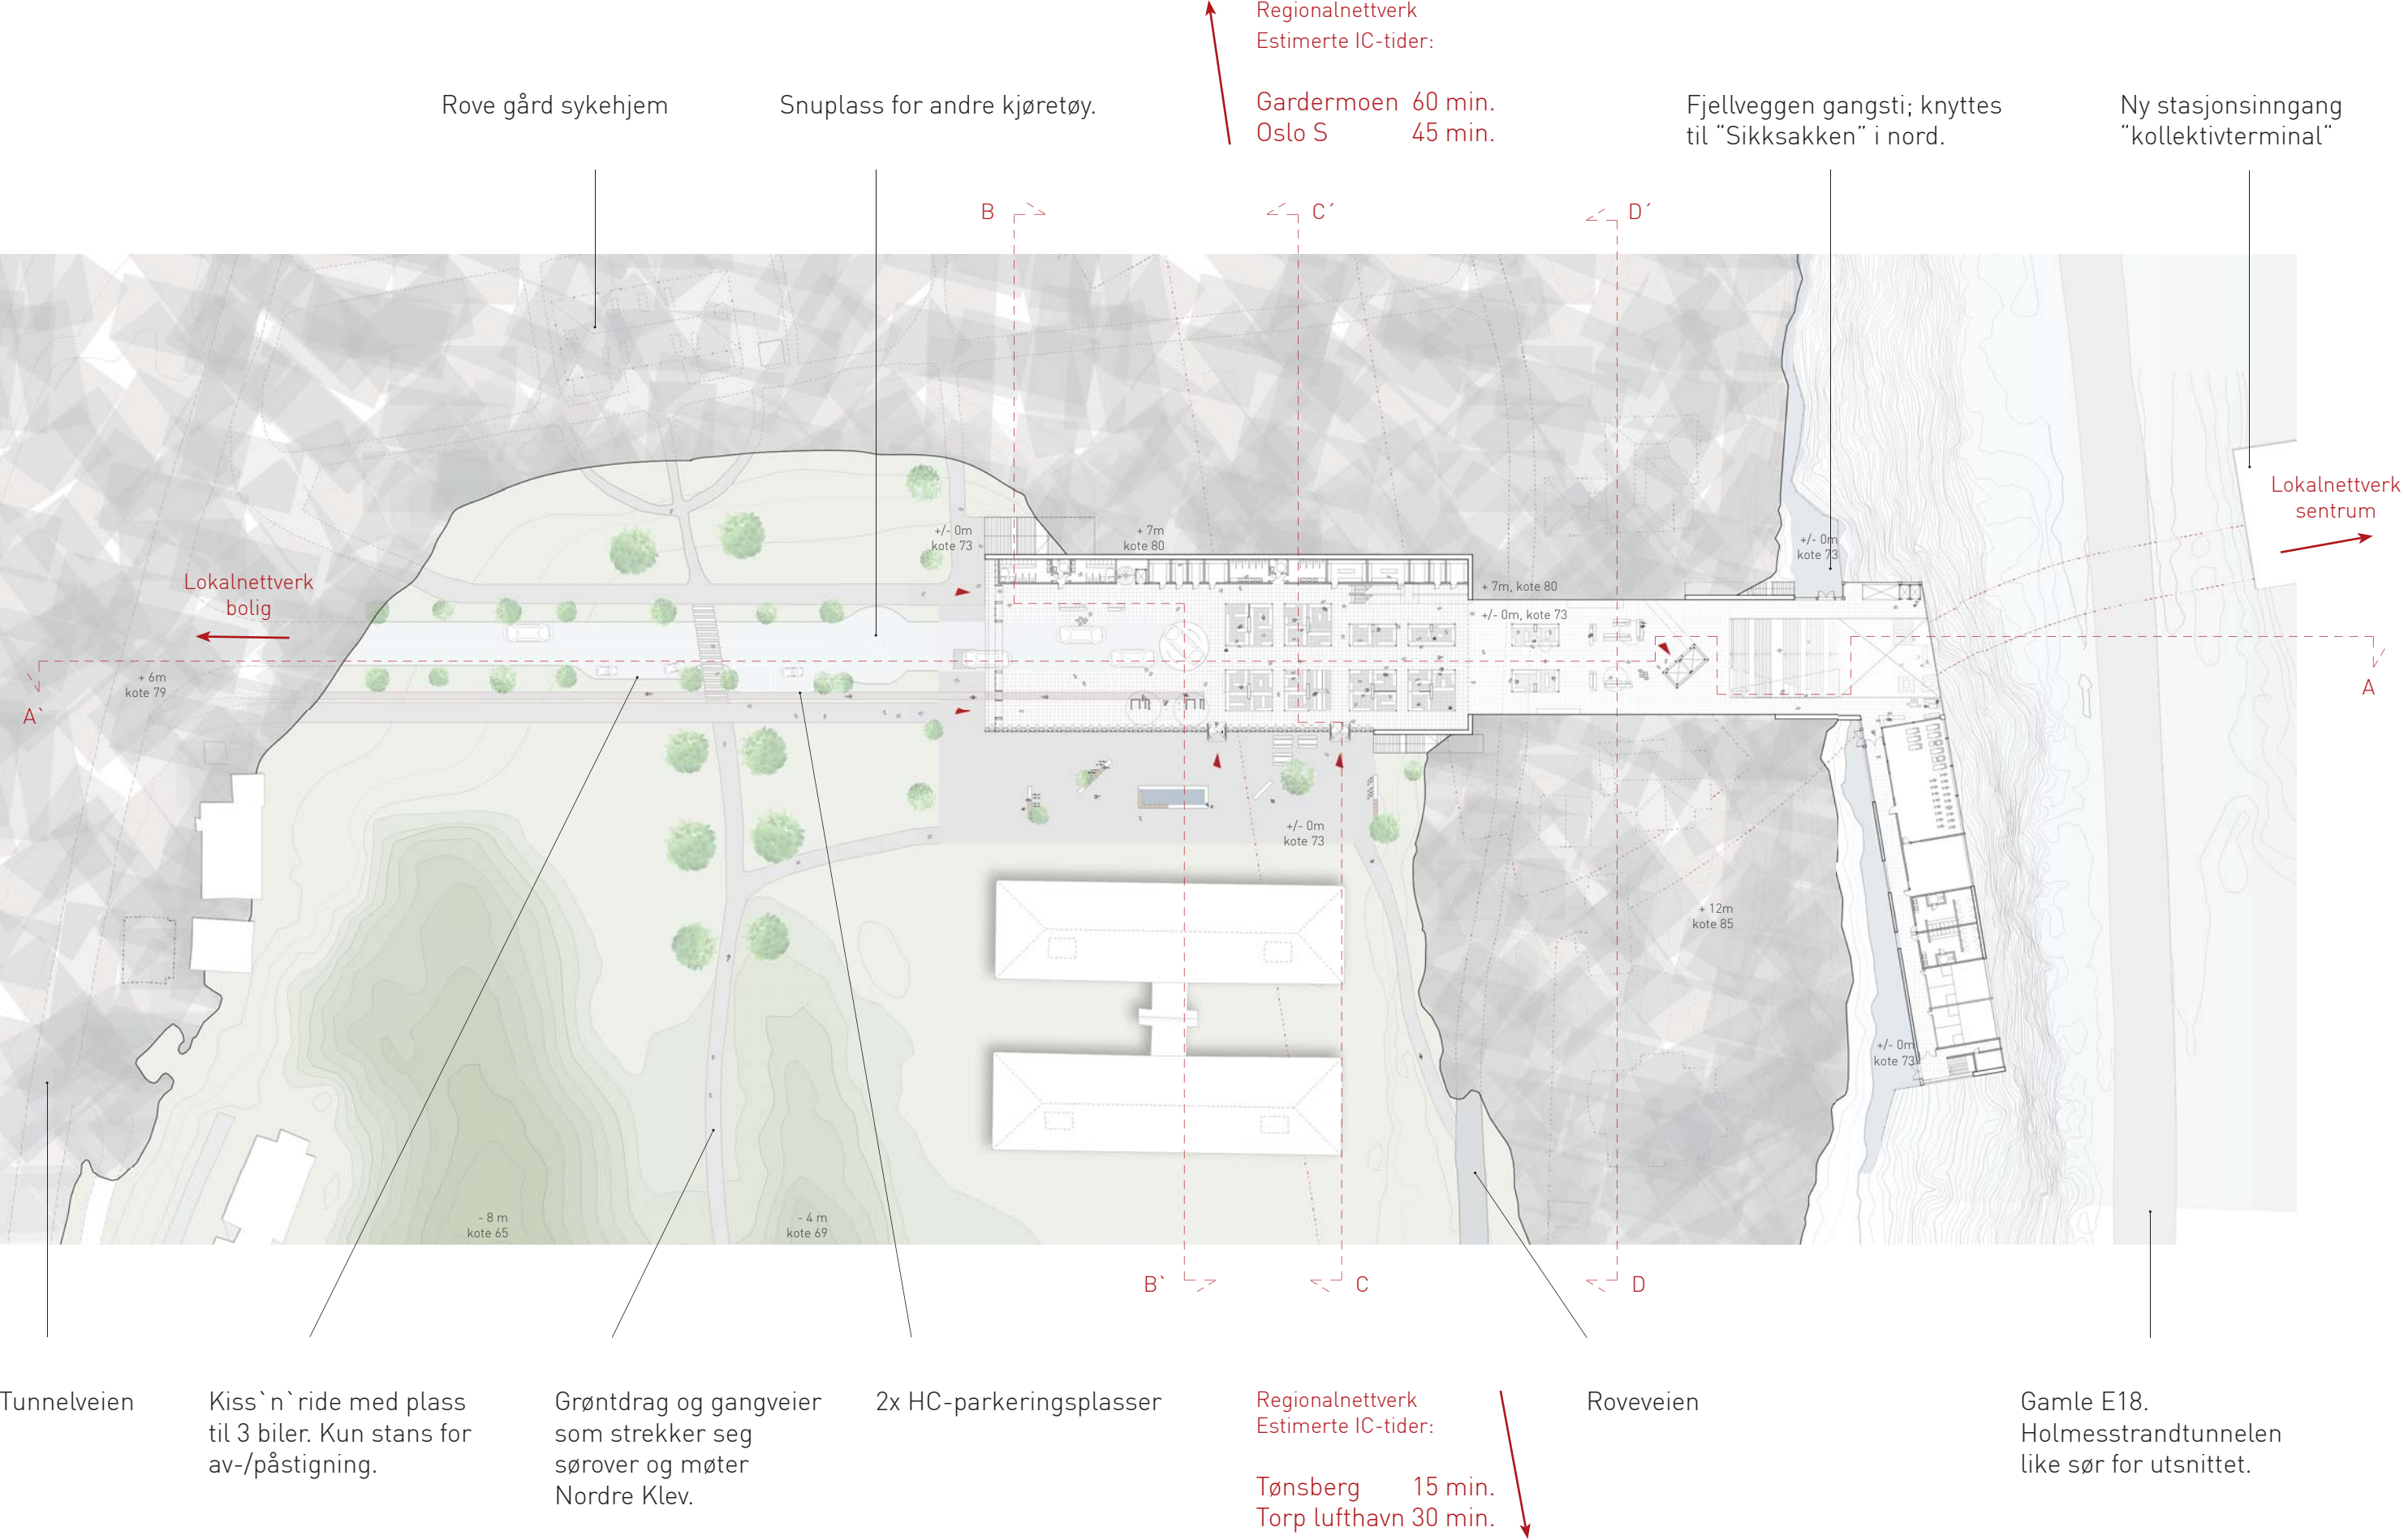 Regionalnettverk
Estimerte IC-tider:
Gardermoen 60 min.
Oslo S 45 min.
Rove gård sykehjem
Snuplass for andre kjøretøy.
Fjellveggen gangsti; knyttes
til “Sikksakken” i nord.
Ny stasjonsinngang
“kollektivterminal“
B
C´
D´
Lokalnettverk
sentrum
+/- 0m
kote 73
+ 7m
kote 80
+/- 0m
kote 73
Lokalnettverk
bolig
+ 7m, kote 80
+/- 0m, kote 73
+ 6m
kote 79
A`
A
+/- 0m
kote 73
+ 12m
kote 85
+/- 0m
kote 73
- 8 m
kote 65
- 4 m
kote 69
B`
C
D
Tunnelveien
Kiss`n`ride med plass
til 3 biler. Kun stans for
av-/påstigning.
Grøntdrag og gangveier
som strekker seg
sørover og møter
Nordre Klev.
2x HC-parkeringsplasser
Regionalnettverk
Estimerte IC-tider:
Tønsberg 15 min.
Torp lufthavn 30 min.
Roveveien
Gamle E18.
Holmesstrandtunnelen
like sør for utsnittet.